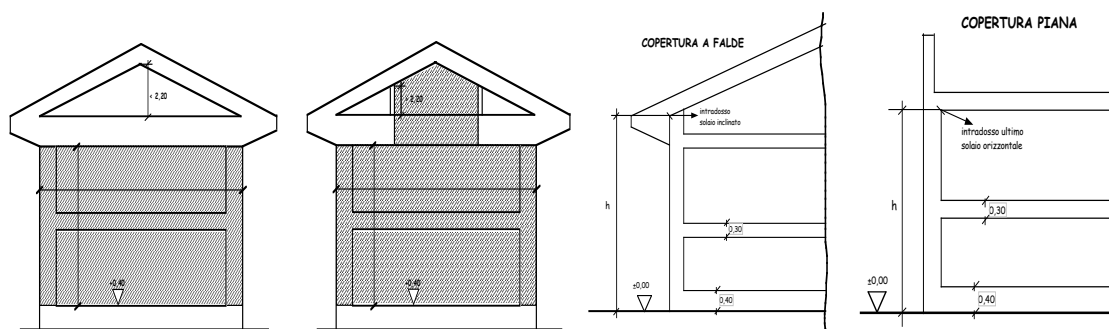 < 2,20
+0,40
< 2,20
+0,40
COPERTURA A FALDE
intradosso
solaio inclinato
h
0,30
±0,00
0,40
COPERTURA PIANA
intradosso ultimo
solaio orizzontale
h
0,30
±0,00
0,40